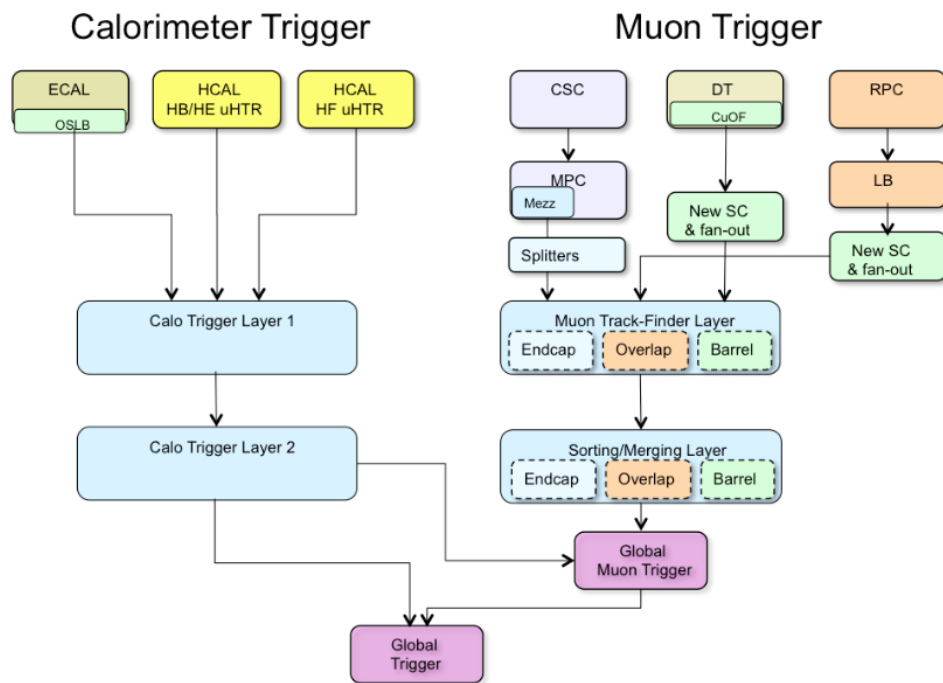 Calorimeter Trigger
Muon Trigger
ECAL
OSLB
HCAL
HB/HE uHTR
HCAL
HF uHTR
CSC
DT
CuOF
RPC
MPC
Mezz
LB
New SC
& fan-out
Splitters
New SC
& fan-out
Calo Trigger Layer 1
Muon Track-Finder Layer
Endcap
Overlap
Barrel
Calo Trigger Layer 2
Sorting/Merging Layer
Endcap
Overlap
Barrel
Global
Muon Trigger
Global
Trigger